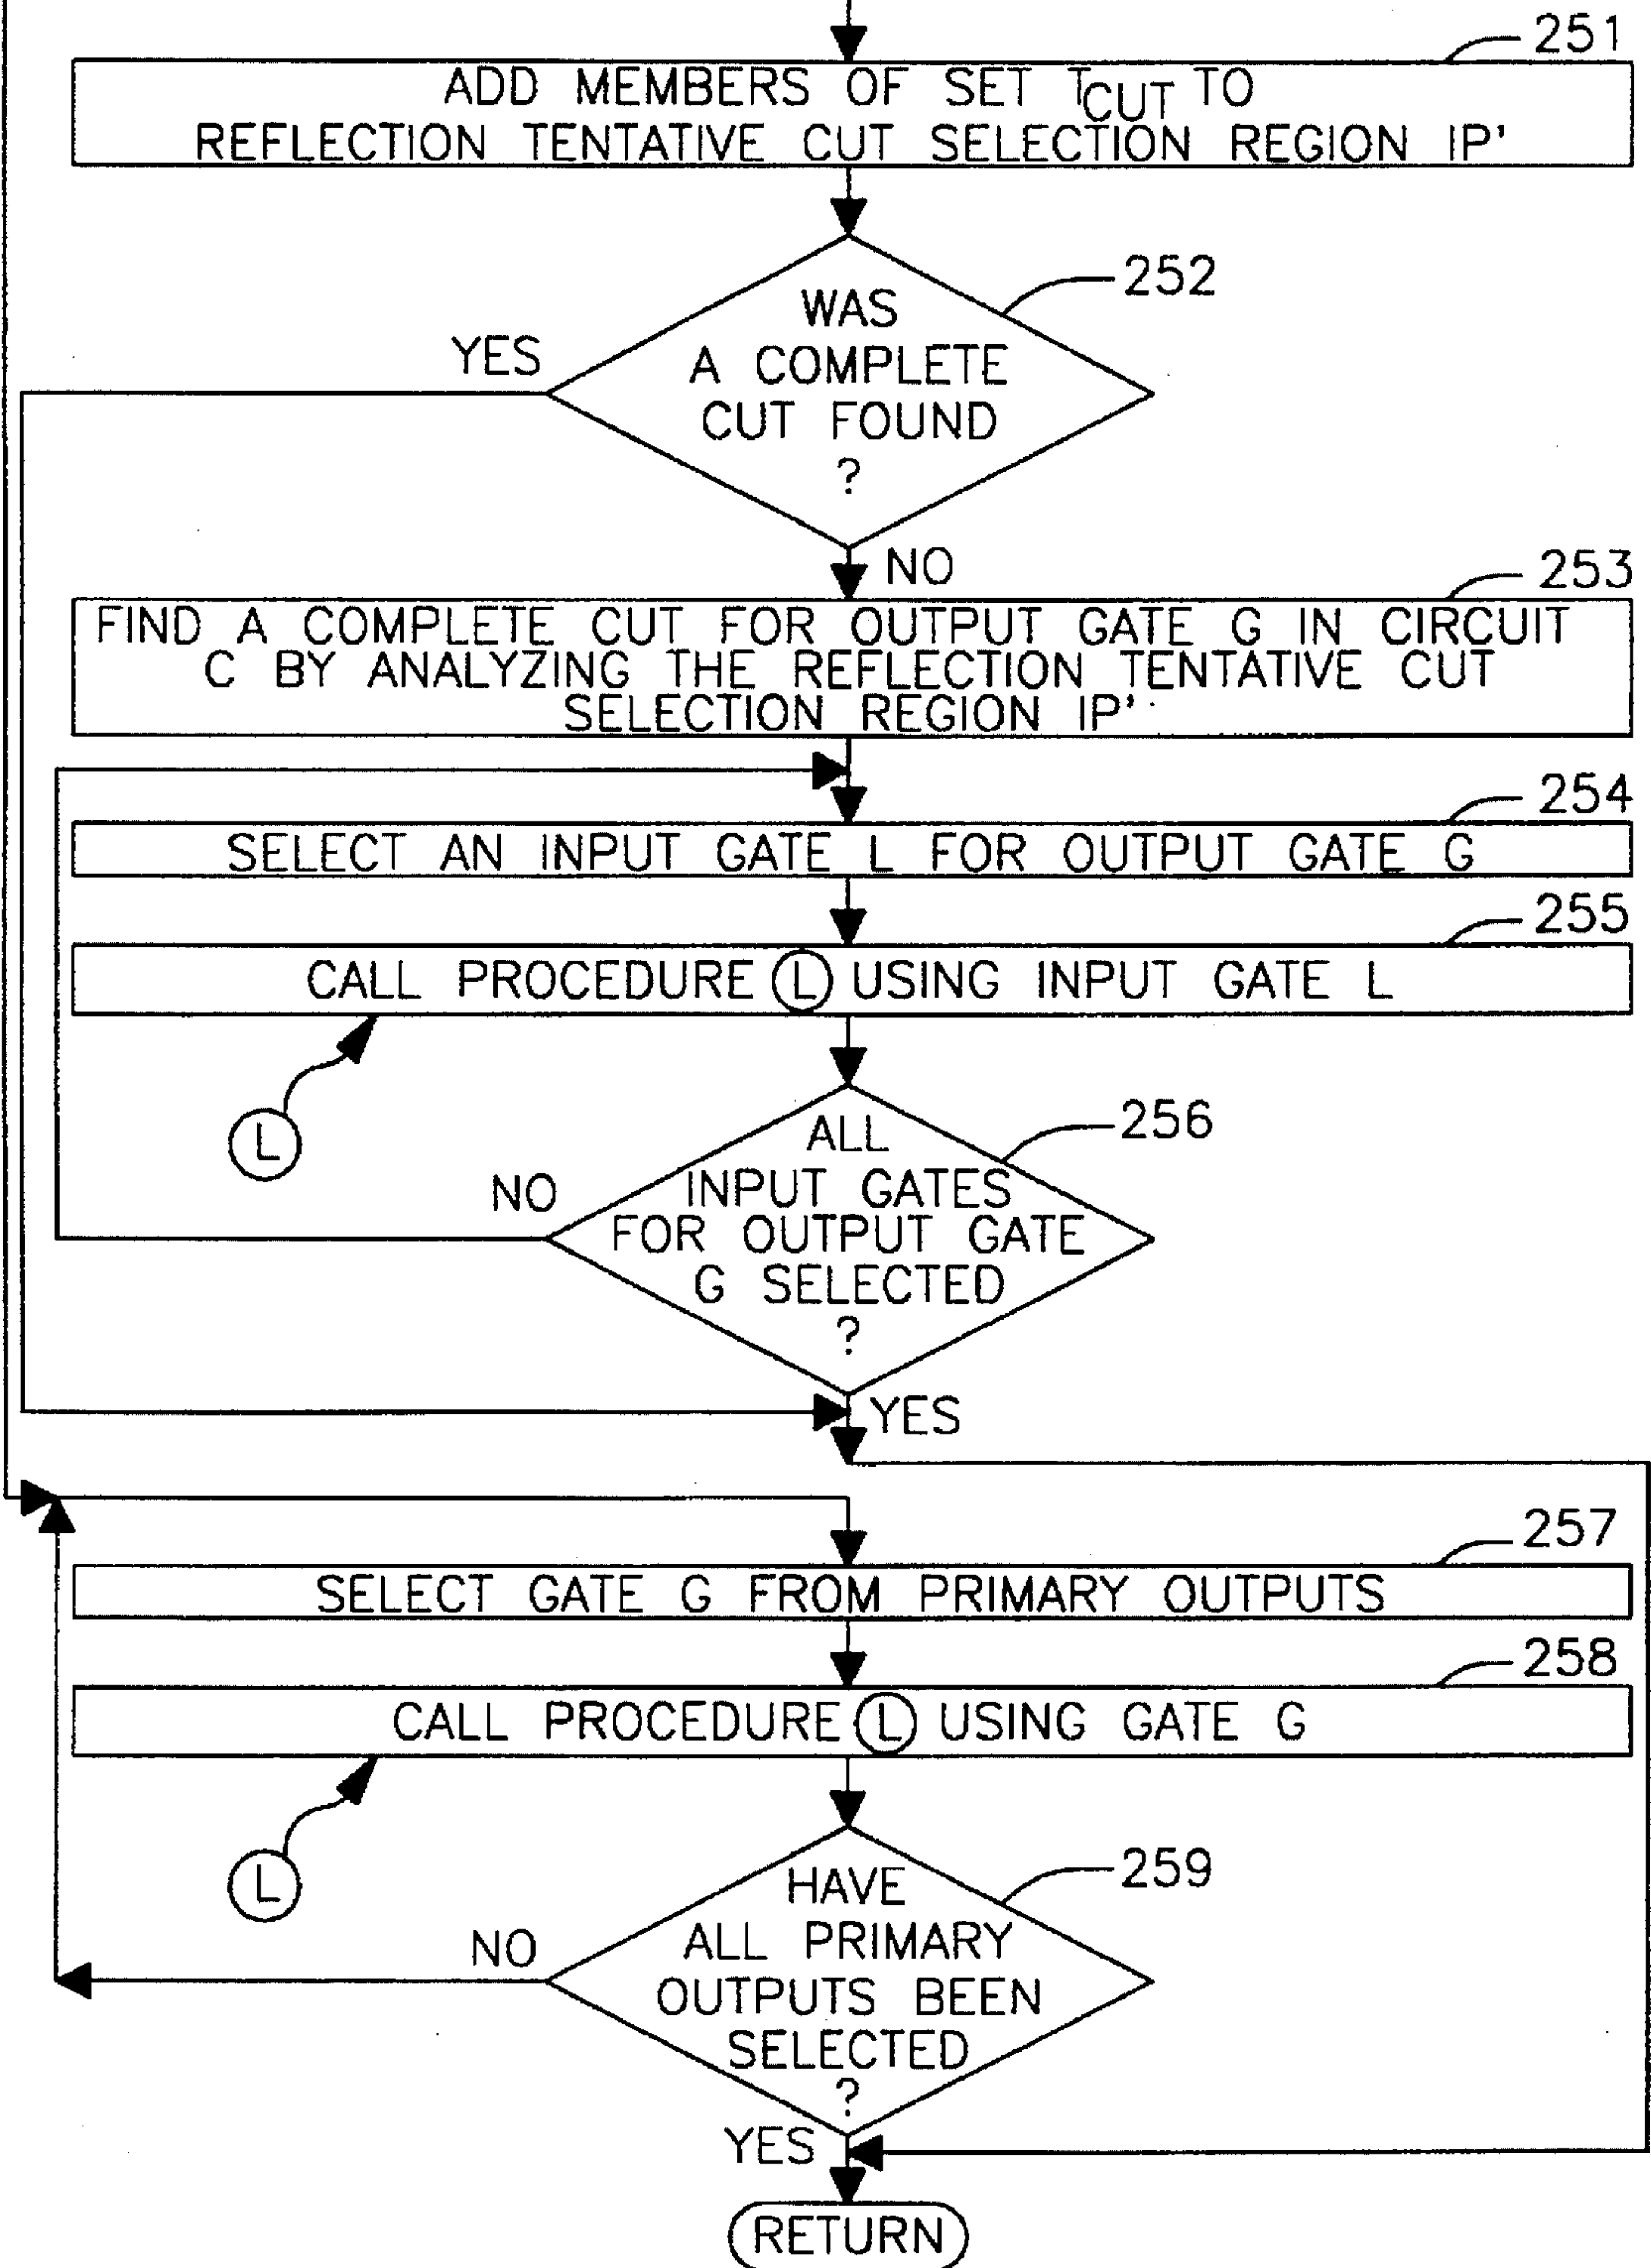 251
ADD MEMBERS OF SET TCUT TO
REFLECTION TENTATIVE CUT SELECTION REGION IP'
252
WAS
A COMPLETE
CUT FOUND
?
YES
NO
253
FIND A COMPLETE CUT FOR OUTPUT GATE G IN CIRCUIT
C BY ANALYZING THE REFLECTION TENTATIVE CUT
SELECTION REGION IP'
254
SELECT AN INPUT GATE L FOR OUTPUT GATE G
255
CALL PROCEDURE L USING INPUT GATE L
L
256
ALL
INPUT GATES
FOR OUTPUT GATE
G SELECTED
?
NO
YES
257
SELECT GATE G FROM PRIMARY OUTPUTS
258
CALL PROCEDURE L USING GATE G
L
259
HAVE
ALL PRIMARY
OUTPUTS BEEN
SELECTED
?
NO
YES
RETURN